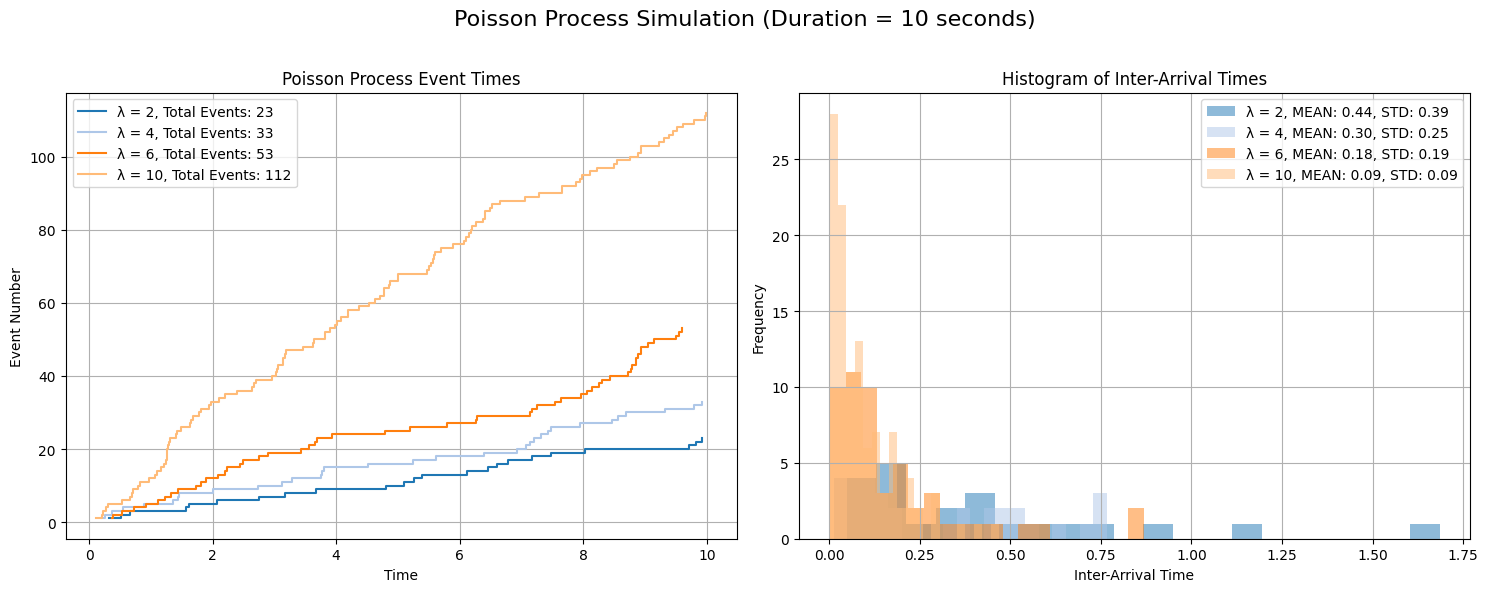 Poisson Process Simulation (Duration = 10 seconds)
Poisson Process Event Times
λ = 2, Total Events: 23
λ = 4, Total Events: 33
λ = 6, Total Events: 53
λ = 10, Total Events: 112
Event Number
100
80
60
40
20
0
0 2 4 6 8 10
Time
Histogram of Inter-Arrival Times
λ = 2, MEAN: 0.44, STD: 0.39
λ = 4, MEAN: 0.30, STD: 0.25
λ = 6, MEAN: 0.18, STD: 0.19
λ = 10, MEAN: 0.09, STD: 0.09
Frequency
25
20
15
10
5
0
0.00 0.25 0.50 0.75 1.00 1.25 1.50 1.75
Inter-Arrival Time